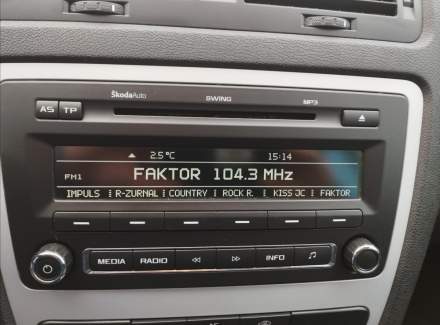 ŠkodaAuto SWING MP3
AS TP
2.5 °C 15:14
FM1 FAKTOR 104.3 MHz
IMPULS R-ZURNAL COUNTRY ROCK R. KISS JC FAKTOR
MEDIA RADIO INFO